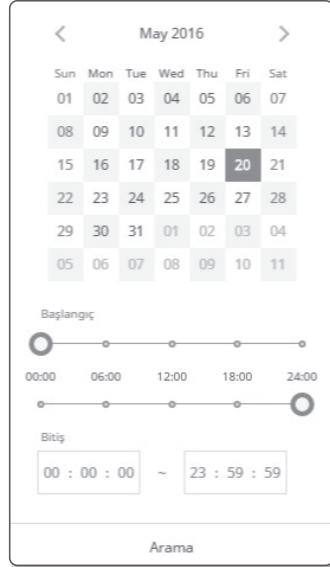 May 2016
Sun Mon Tue Wed Thu Fri Sat
01 02 03 04 05 06 07
08 09 10 11 12 13 14
15 16 17 18 19 20 21
22 23 24 25 26 27 28
29 30 31 01 02 03 04
05 06 07 08 09 10 11
Başlangıç
00:00 06:00 12:00 18:00 24:00
Bitiş
00 : 00 : 00 ~ 23 : 59 : 59
Arama